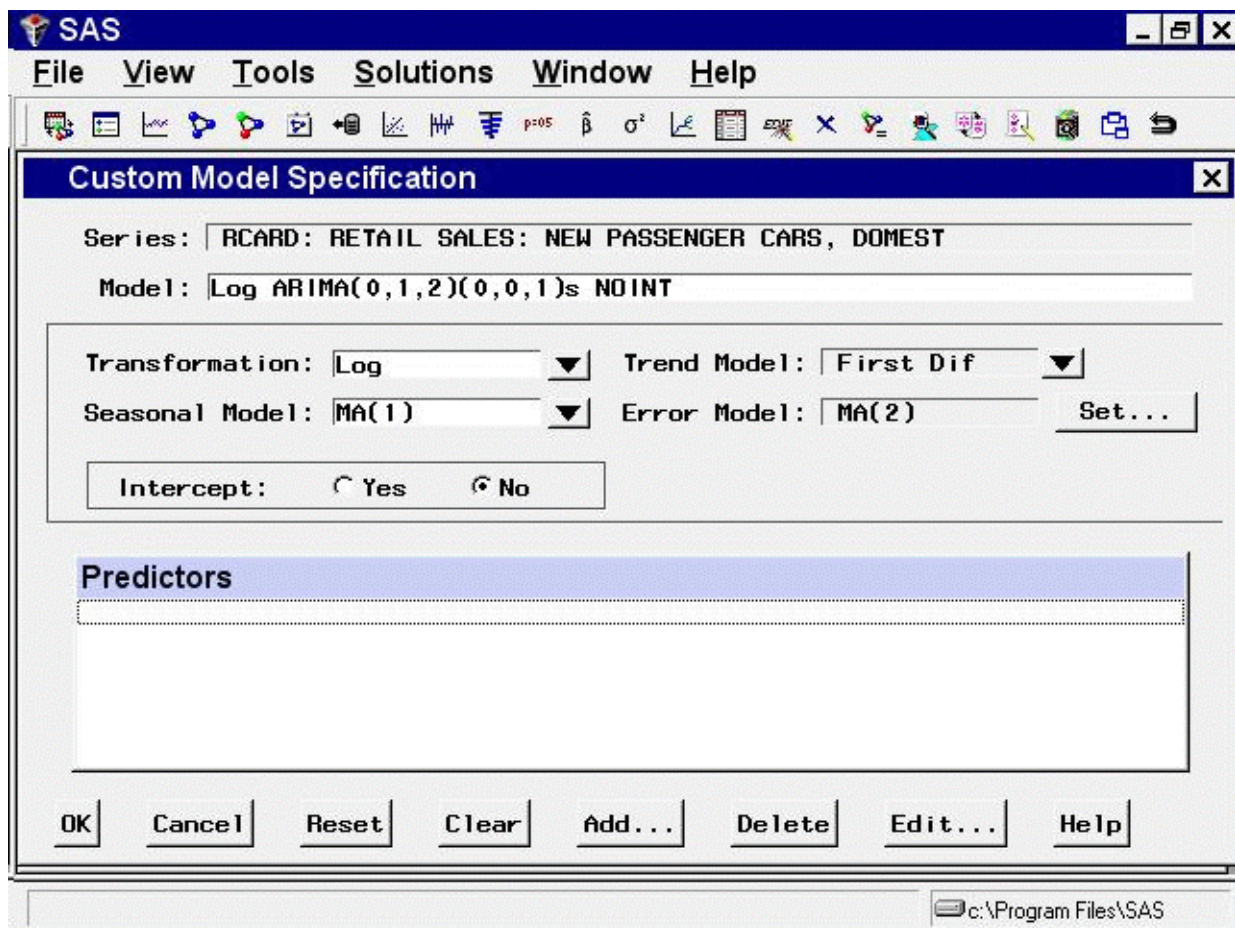 SAS
File View Tools Solutions Window Help
p=05 β̂ σ² EDIT
Custom Model Specification
Series: RCARD: RETAIL SALES: NEW PASSENGER CARS, DOMEST
Model: Log ARIMA(0,1,2)(0,0,1)s NOINT
Transformation: Log Trend Model: First Dif
Seasonal Model: MA(1) Error Model: MA(2) Set...
Intercept: Yes No
Predictors
OK Cancel Reset Clear Add... Delete Edit... Help
c:\Program Files\SAS